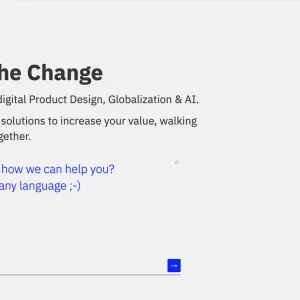 he Change
digital Product Design, Globalization & AI.
solutions to increase your value, walking
gether.
how we can help you?
any language ;-)
→